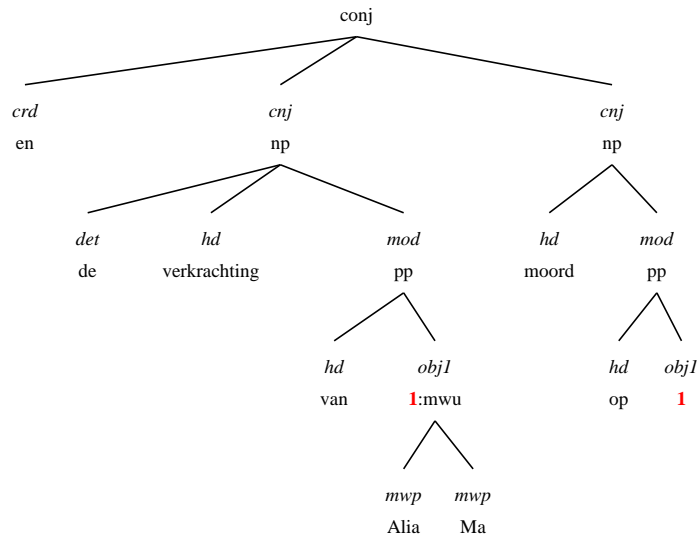 conj
crd cnj cnj
en np np
det hd mod hd mod
de verkrachting pp moord pp
hd obj1 hd obj1
van 1:mwu op 1
mwp mwp
Alia Ma